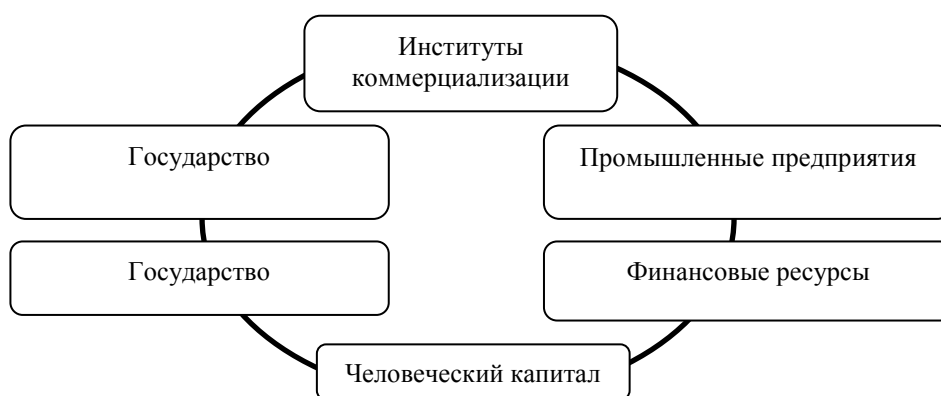 Институты
коммерциализации
Государство
Промышленные предприятия
Государство
Финансовые ресурсы
Человеческий капитал